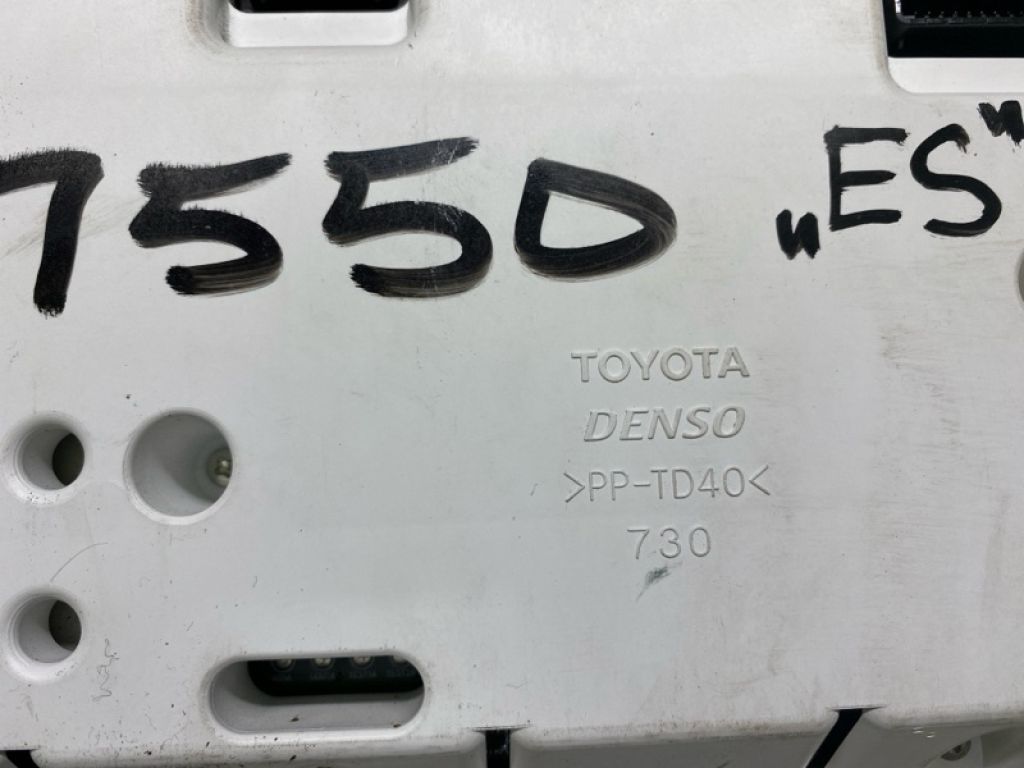 7550 „ES"
TOYOTA
DENSO
>PP-TD40<
730